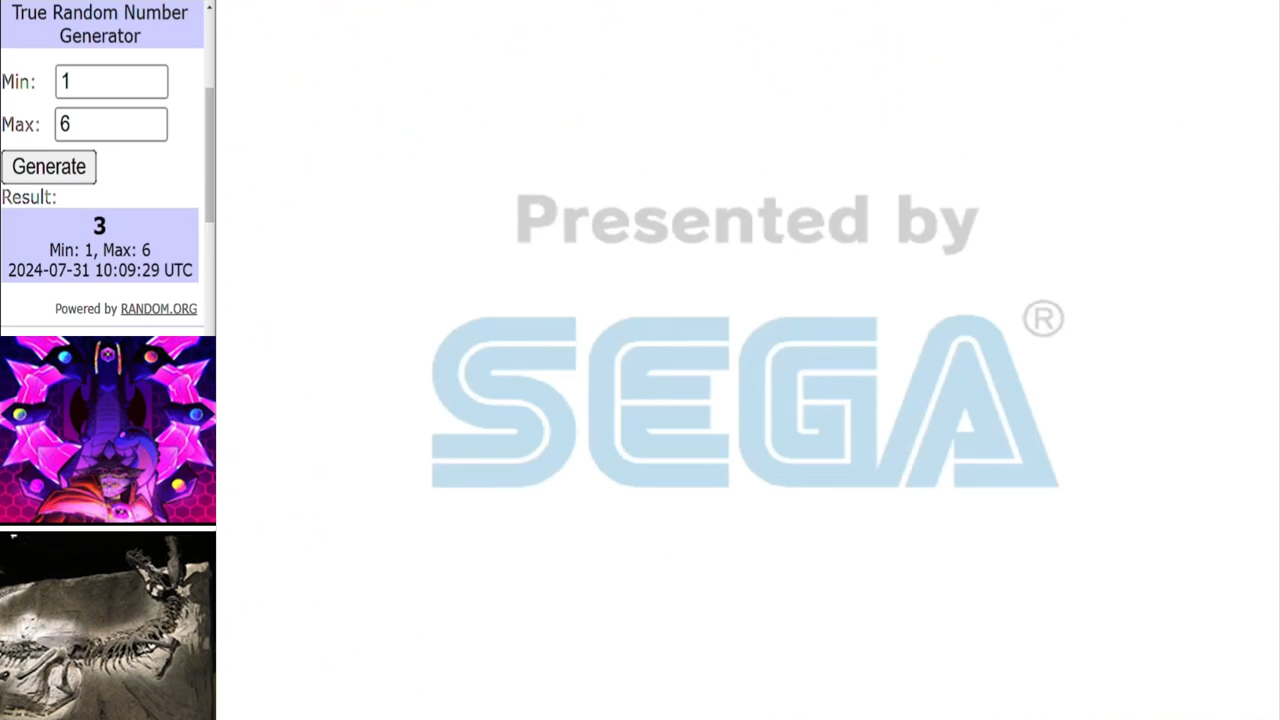 True Random Number
Generator
Min: 1
Max: 6
Generate
Result:
3
Min: 1, Max: 6
2024-07-31 10:09:29 UTC
Powered by RANDOM.ORG
Presented by
SEGA®